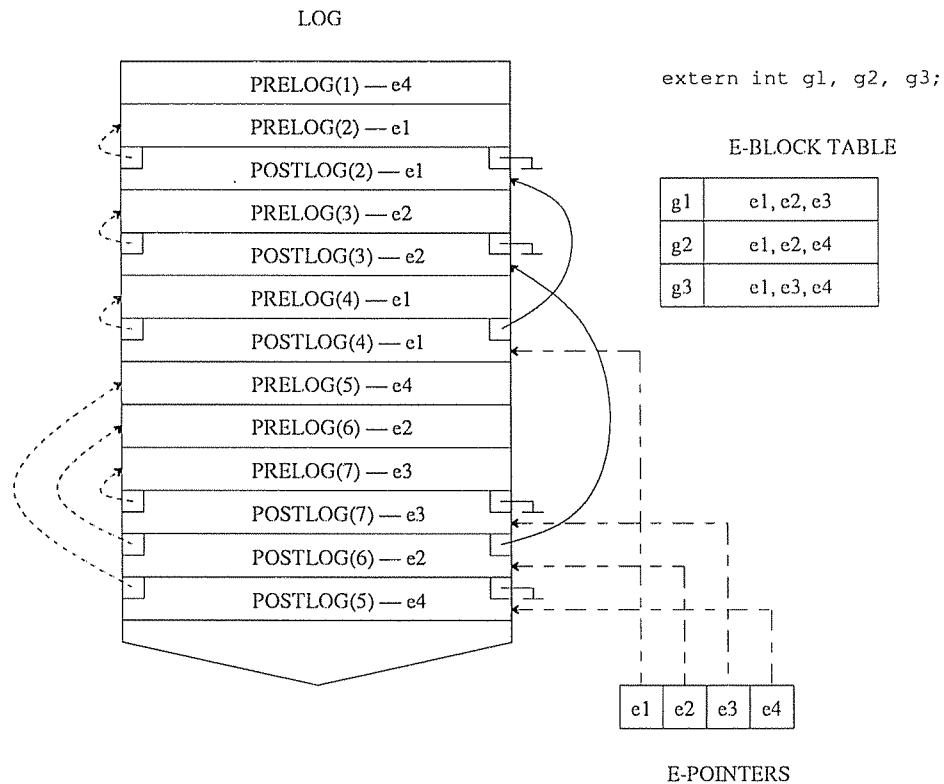 LOG
PRELOG(1) — e4
PRELOG(2) — e1
POSTLOG(2) — e1
PRELOG(3) — e2
POSTLOG(3) — e2
PRELOG(4) — e1
POSTLOG(4) — e1
PRELOG(5) — e4
PRELOG(6) — e2
PRELOG(7) — e3
POSTLOG(7) — e3
POSTLOG(6) — e2
POSTLOG(5) — e4
extern int g1, g2, g3;
E-BLOCK TABLE
g1 e1, e2, e3
g2 e1, e2, e4
g3 e1, e3, e4
e1 e2 e3 e4
E-POINTERS